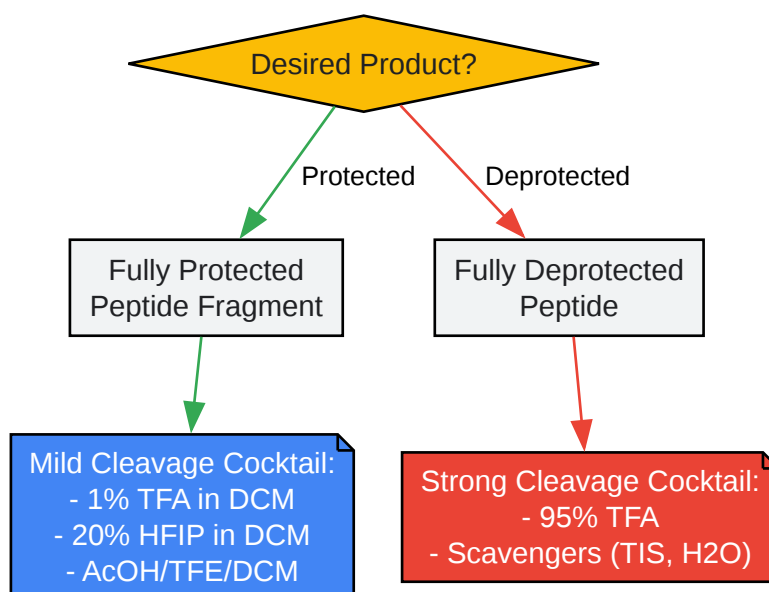 Desired Product?
Protected
Deprotected
Fully Protected
Peptide Fragment
Fully Deprotected
Peptide
Mild Cleavage Cocktail:
- 1% TFA in DCM
- 20% HFIP in DCM
- AcOH/TFE/DCM
Strong Cleavage Cocktail:
- 95% TFA
- Scavengers (TIS, H2O)